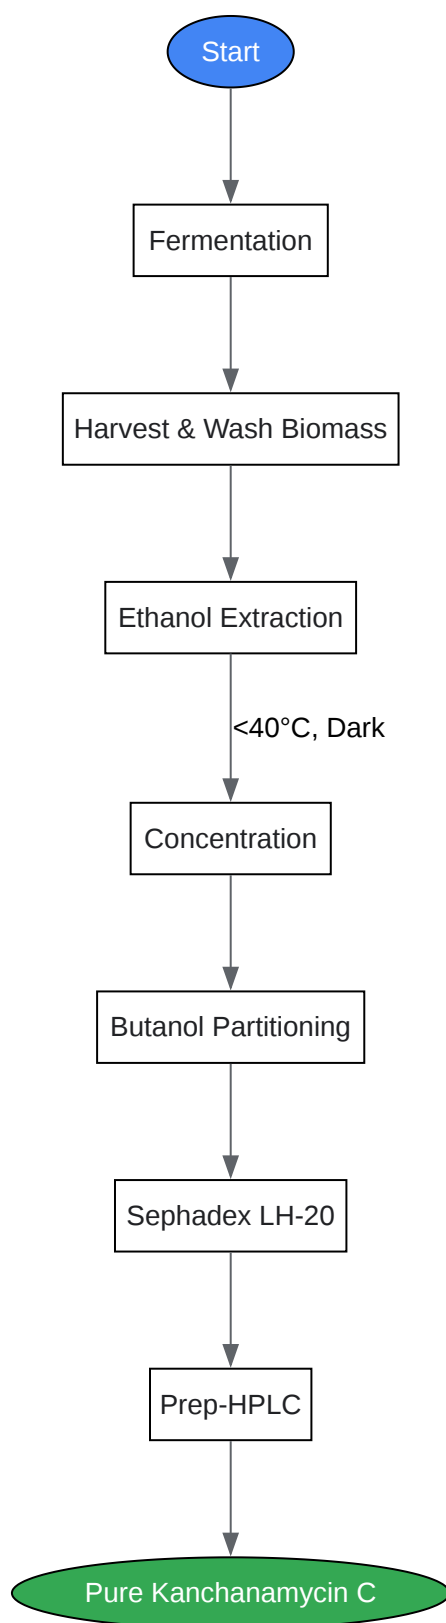 Start
Fermentation
Harvest & Wash Biomass
Ethanol Extraction
<40°C, Dark
Concentration
Butanol Partitioning
Sephadex LH-20
Prep-HPLC
Pure Kanchanamycin C